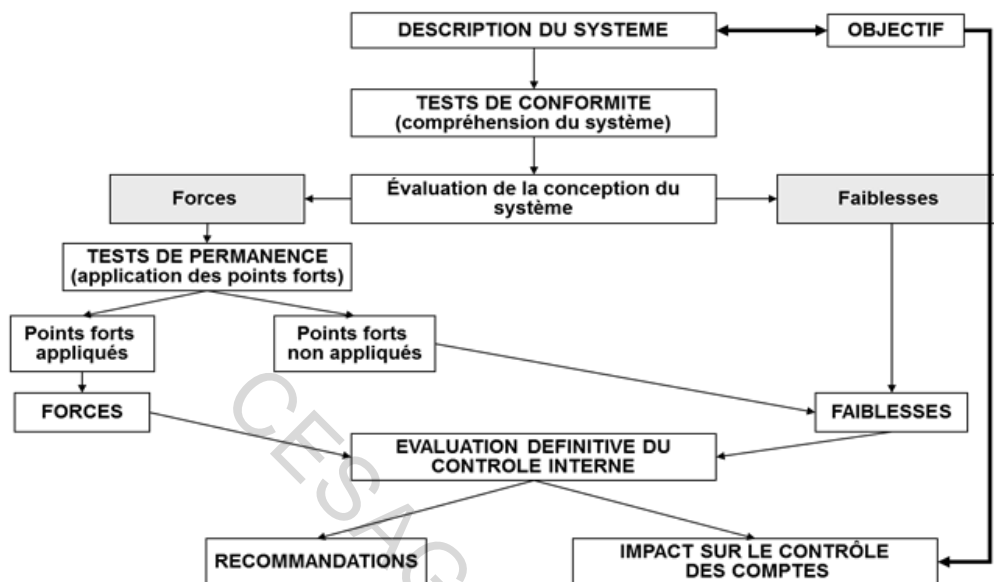 DESCRIPTION DU SYSTEME
OBJECTIF
TESTS DE CONFORMITE
(compréhension du système)
Forces
Évaluation de la conception du
système
Faiblesses
TESTS DE PERMANENCE
(application des points forts)
Points forts
appliqués
Points forts
non appliqués
FORCES
FAIBLESSES
EVALUATION DEFINITIVE DU
CONTROLE INTERNE
RECOMMANDATIONS
IMPACT SUR LE CONTRÔLE
DES COMPTES
CESAG